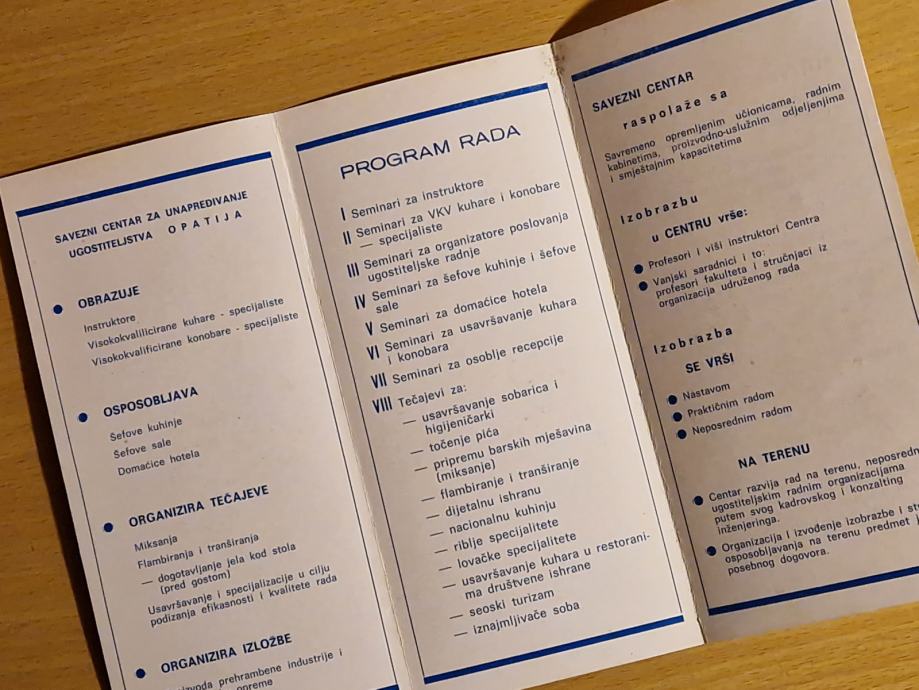 SAVEZNI CENTAR ZA UNAPREĐIVANJE
UGOSTITELJSTVA OPATIJA
OBRAZUJE
Instruktore
Visokokvalilicirane kuhare - specijaliste
Visokokvalificirane konobare - specijaliste
OSPOSOBLJAVA
Šefove kuhinje
Šefove sale
Domaćice hotela
ORGANIZIRA TEČAJEVE
Miksanja
Flambiranja i tranširanja
— dogotavljanje jela kod stola
(pred gostom)
Usavršavanje i specijalizacije u cilju
podizanja efikasnosti i kvalitete rada
ORGANIZIRA IZLOŽBE
prehrambene industrije i
opreme
PROGRAM RADA
I Seminari za instruktore
II Seminari za VKV kuhare i konobare
— specijaliste
III Seminari za organizatore poslovanja
ugostiteljske radnje
IV Seminari za šefove kuhinje i šefove
sale
V Seminari za domaćice hotela
VI Seminari za usavršavanje kuhara
i konobara
VII Seminari za osoblje recepcije
VIII Tečajevi za:
— usavršavanje sobarica i
higijeničarki
— točenje pića
— pripremu barskih mješavina
(miksanje)
— flambiranje i tranširanje
— dijetalnu ishranu
— nacionalnu kuhinju
— riblje specijalitete
— lovačke specijalitete
— usavršavanje kuhara u restorani-
ma društvene ishrane
— seoski turizam
— iznajmljivače soba
SAVEZNI CENTAR
raspolaže sa
Savremeno opremljenim učionicama, radnim
kabinetima, proizvodno-uslužnim odjeljenjima
i smještajnim kapacitetima
Izobrazbu
u CENTRU vrše:
Profesori i viši instruktori Centra
Vanjski saradnici i to:
profesori fakulteta i stručnjaci iz
organizacija udruženog rada
Izobrazba
SE VRŠI
Nastavom
Praktičnim radom
Neposrednim radom
NA TERENU
Centar razvija rad na terenu, neposredn
ugostiteljskim radnim organizacijama
putem svog kadrovskog i konzalting
inženjeringa.
Organizacija I izvođenje izobrazbe i
osposobljavanja na terenu predmet
posebnog dogovora.